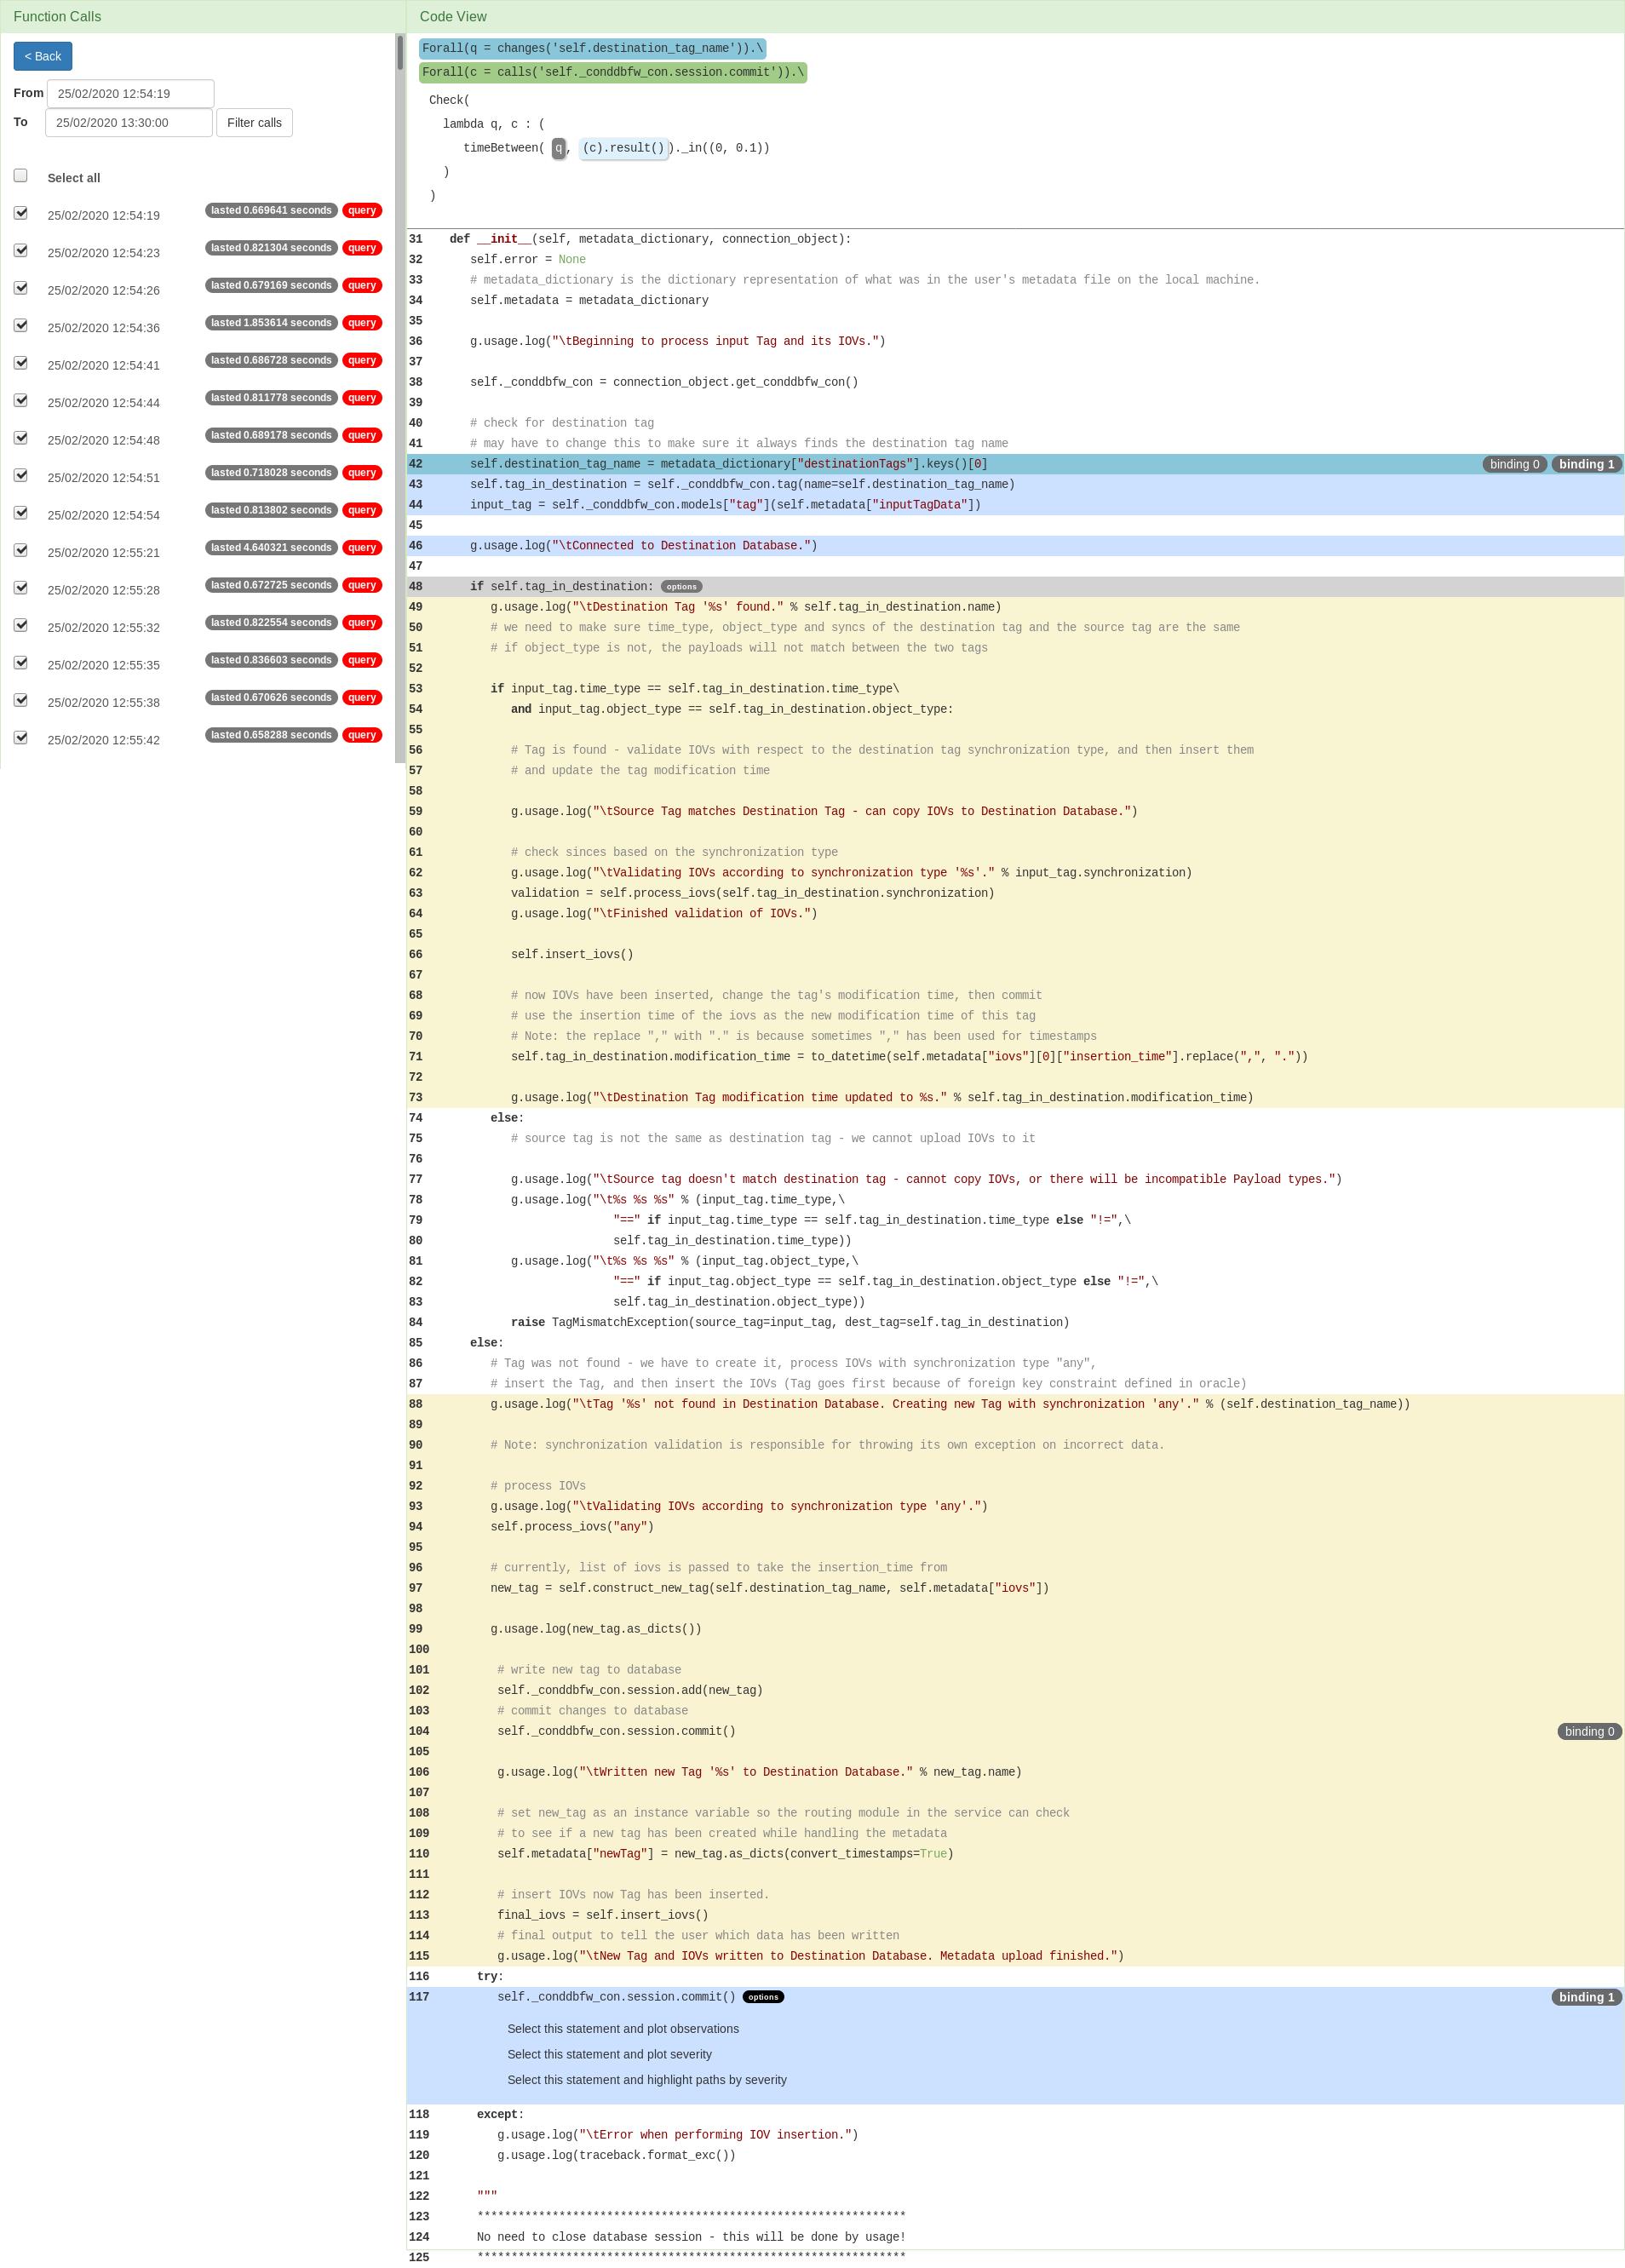 Function Calls
< Back
From 25/02/2020 12:54:19
To 25/02/2020 13:30:00 Filter calls
Select all
25/02/2020 12:54:19 lasted 0.669641 seconds query
25/02/2020 12:54:23 lasted 0.821304 seconds query
25/02/2020 12:54:26 lasted 0.679169 seconds query
25/02/2020 12:54:36 lasted 1.853614 seconds query
25/02/2020 12:54:41 lasted 0.686728 seconds query
25/02/2020 12:54:44 lasted 0.811778 seconds query
25/02/2020 12:54:48 lasted 0.689178 seconds query
25/02/2020 12:54:51 lasted 0.718028 seconds query
25/02/2020 12:54:54 lasted 0.813802 seconds query
25/02/2020 12:55:21 lasted 4.640321 seconds query
25/02/2020 12:55:28 lasted 0.672725 seconds query
25/02/2020 12:55:32 lasted 0.822554 seconds query
25/02/2020 12:55:35 lasted 0.836603 seconds query
25/02/2020 12:55:38 lasted 0.670626 seconds query
25/02/2020 12:55:42 lasted 0.658288 seconds query
Code View
Forall(q = changes('self.destination_tag_name')).\
Forall(c = calls('self._conddbfw_con.session.commit')).\
Check(
lambda q, c : (
timeBetween( q, (c).result() )._in((0, 0.1))
)
)
31 def __init__(self, metadata_dictionary, connection_object):
32 self.error = None
33 # metadata_dictionary is the dictionary representation of what was in the user's metadata file on the local machine.
34 self.metadata = metadata_dictionary
35
36 g.usage.log("\tBeginning to process input Tag and its IOVs.")
37
38 self._conddbfw_con = connection_object.get_conddbfw_con()
39
40 # check for destination tag
41 # may have to change this to make sure it always finds the destination tag name
42 self.destination_tag_name = metadata_dictionary["destinationTags"].keys()[0] binding 0 binding 1
43 self.tag_in_destination = self._conddbfw_con.tag(name=self.destination_tag_name)
44 input_tag = self._conddbfw_con.models["tag"](self.metadata["inputTagData"])
45
46 g.usage.log("\tConnected to Destination Database.")
47
48 if self.tag_in_destination: options
49 g.usage.log("\tDestination Tag '%s' found." % self.tag_in_destination.name)
50 # we need to make sure time_type, object_type and syncs of the destination tag and the source tag are the same
51 # if object_type is not, the payloads will not match between the two tags
52
53 if input_tag.time_type == self.tag_in_destination.time_type\
54 and input_tag.object_type == self.tag_in_destination.object_type:
55
56 # Tag is found - validate IOVs with respect to the destination tag synchronization type, and then insert them
57 # and update the tag modification time
58
59 g.usage.log("\tSource Tag matches Destination Tag - can copy IOVs to Destination Database.")
60
61 # check sinces based on the synchronization type
62 g.usage.log("\tValidating IOVs according to synchronization type '%s'." % input_tag.synchronization)
63 validation = self.process_iovs(self.tag_in_destination.synchronization)
64 g.usage.log("\tFinished validation of IOVs.")
65
66 self.insert_iovs()
67
68 # now IOVs have been inserted, change the tag's modification time, then commit
69 # use the insertion time of the iovs as the new modification time of this tag
70 # Note: the replace "," with "." is because sometimes "," has been used for timestamps
71 self.tag_in_destination.modification_time = to_datetime(self.metadata["iovs"][0]["insertion_time"].replace(",", "."))
72
73 g.usage.log("\tDestination Tag modification time updated to %s." % self.tag_in_destination.modification_time)
74 else:
75 # source tag is not the same as destination tag - we cannot upload IOVs to it
76
77 g.usage.log("\tSource tag doesn't match destination tag - cannot copy IOVs, or there will be incompatible Payload types.")
78 g.usage.log("\t%s %s %s" % (input_tag.time_type,\
79 "==" if input_tag.time_type == self.tag_in_destination.time_type else "!=",\
80 self.tag_in_destination.time_type))
81 g.usage.log("\t%s %s %s" % (input_tag.object_type,\
82 "==" if input_tag.object_type == self.tag_in_destination.object_type else "!=",\
83 self.tag_in_destination.object_type))
84 raise TagMismatchException(source_tag=input_tag, dest_tag=self.tag_in_destination)
85 else:
86 # Tag was not found - we have to create it, process IOVs with synchronization type "any",
87 # insert the Tag, and then insert the IOVs (Tag goes first because of foreign key constraint defined in oracle)
88 g.usage.log("\tTag '%s' not found in Destination Database. Creating new Tag with synchronization 'any'." % (self.destination_tag_name))
89
90 # Note: synchronization validation is responsible for throwing its own exception on incorrect data.
91
92 # process IOVs
93 g.usage.log("\tValidating IOVs according to synchronization type 'any'.")
94 self.process_iovs("any")
95
96 # currently, list of iovs is passed to take the insertion_time from
97 new_tag = self.construct_new_tag(self.destination_tag_name, self.metadata["iovs"])
98
99 g.usage.log(new_tag.as_dicts())
100
101 # write new tag to database
102 self._conddbfw_con.session.add(new_tag)
103 # commit changes to database
104 self._conddbfw_con.session.commit() binding 0
105
106 g.usage.log("\tWritten new Tag '%s' to Destination Database." % new_tag.name)
107
108 # set new_tag as an instance variable so the routing module in the service can check
109 # to see if a new tag has been created while handling the metadata
110 self.metadata["newTag"] = new_tag.as_dicts(convert_timestamps=True)
111
112 # insert IOVs now Tag has been inserted.
113 final_iovs = self.insert_iovs()
114 # final output to tell the user which data has been written
115 g.usage.log("\tNew Tag and IOVs written to Destination Database. Metadata upload finished.")
116 try:
117 self._conddbfw_con.session.commit() options binding 1
Select this statement and plot observations
Select this statement and plot severity
Select this statement and highlight paths by severity
118 except:
119 g.usage.log("\tError when performing IOV insertion.")
120 g.usage.log(traceback.format_exc())
121
122 """
123 ***************************************************************
124 No need to close database session - this will be done by usage!
125 ***************************************************************